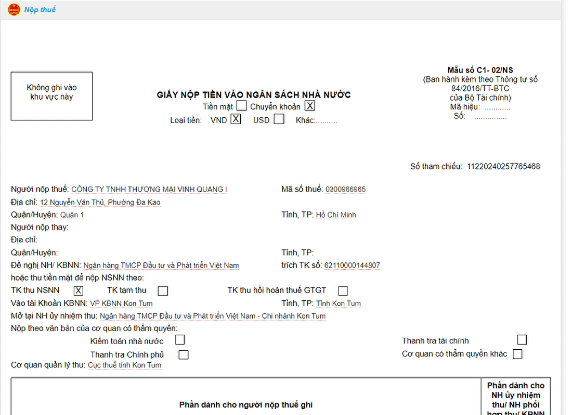 Nộp thuế
Mẫu số C1- 02/NS
(Ban hành kèm theo Thông tư số
84/2016/TT-BTC
của Bộ Tài chính)
Mã hiệu: .............
Số: ................
Không ghi vào
khu vực này
GIẤY NỘP TIỀN VÀO NGÂN SÁCH NHÀ NƯỚC
Tiền mặt Chuyển khoản X
Loại tiền: VND X USD Khác:..........
Số tham chiếu: 11220240257765468
Người nộp thuế: CÔNG TY TNHH THƯƠNG MẠI VINH QUANG I Mã số thuế: 0300966965
Địa chỉ: 12 Nguyễn Văn Thủ, Phường Đa Kao
Quận/Huyện: Quận 1 Tỉnh, TP: Hồ Chí Minh
Người nộp thay:
Địa chỉ:
Quận/Huyện: Tỉnh, TP:
Đề nghị NH/ KBNN: Ngân hàng TMCP Đầu tư và Phát triển Việt Nam trích TK số: 62110000144807
hoặc thu tiền mặt để nộp NSNN theo:
TK thu NSNN X TK tạm thu TK thu hồi hoàn thuế GTGT
Vào tài Khoản KBNN: VP KBNN Kon Tum Tỉnh, TP: Tỉnh Kon Tum
Mở tại NH ủy nhiệm thu: Ngân hàng TMCP Đầu tư và Phát triển Việt Nam - Chi nhánh Kon Tum
Nộp theo văn bản của cơ quan có thẩm quyền:
Kiểm toán nhà nước Thanh tra tài chính
Thanh tra Chính phủ Cơ quan có thẩm quyền khác
Cơ quan quản lý thu: Cục thuế tỉnh Kon Tum
Phần dành cho người nộp thuế ghi
Phần dành cho
NH ủy nhiệm
thu/ NH phối
hợp thu/ KBNN